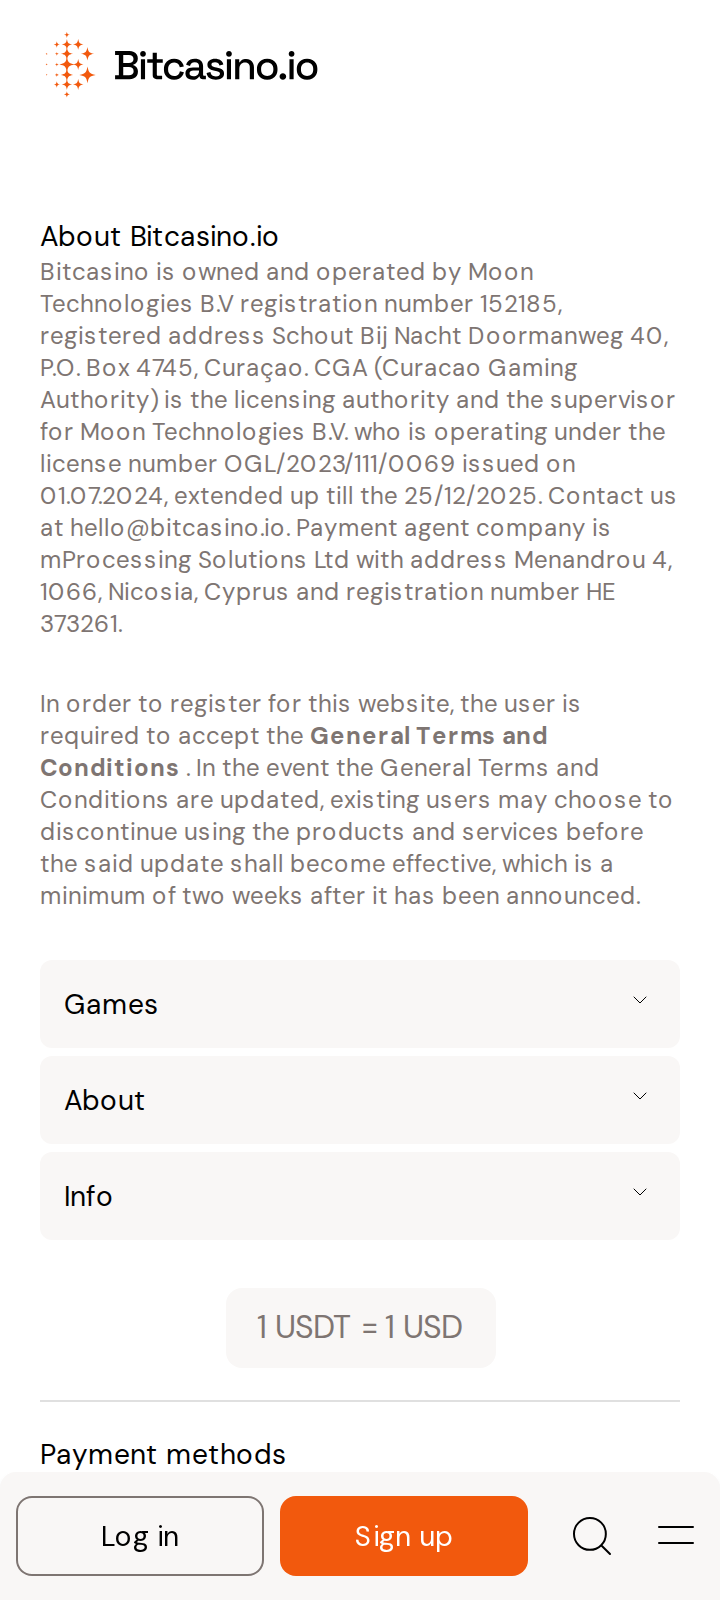 Bitcasino.io
About Bitcasino.io
Bitcasino is owned and operated by Moon
Technologies B.V registration number 152185,
registered address Schout Bij Nacht Doormanweg 40,
P.O. Box 4745, Curaçao. CGA (Curacao Gaming
Authority) is the licensing authority and the supervisor
for Moon Technologies B.V. who is operating under the
license number OGL/2023/111/0069 issued on
01.07.2024, extended up till the 25/12/2025. Contact us
at hello@bitcasino.io. Payment agent company is
mProcessing Solutions Ltd with address Menandrou 4,
1066, Nicosia, Cyprus and registration number HE
373261.
In order to register for this website, the user is
required to accept the General Terms and
Conditions . In the event the General Terms and
Conditions are updated, existing users may choose to
discontinue using the products and services before
the said update shall become effective, which is a
minimum of two weeks after it has been announced.
Games
About
Info
1 USDT = 1 USD
Payment methods
Log in
Sign up